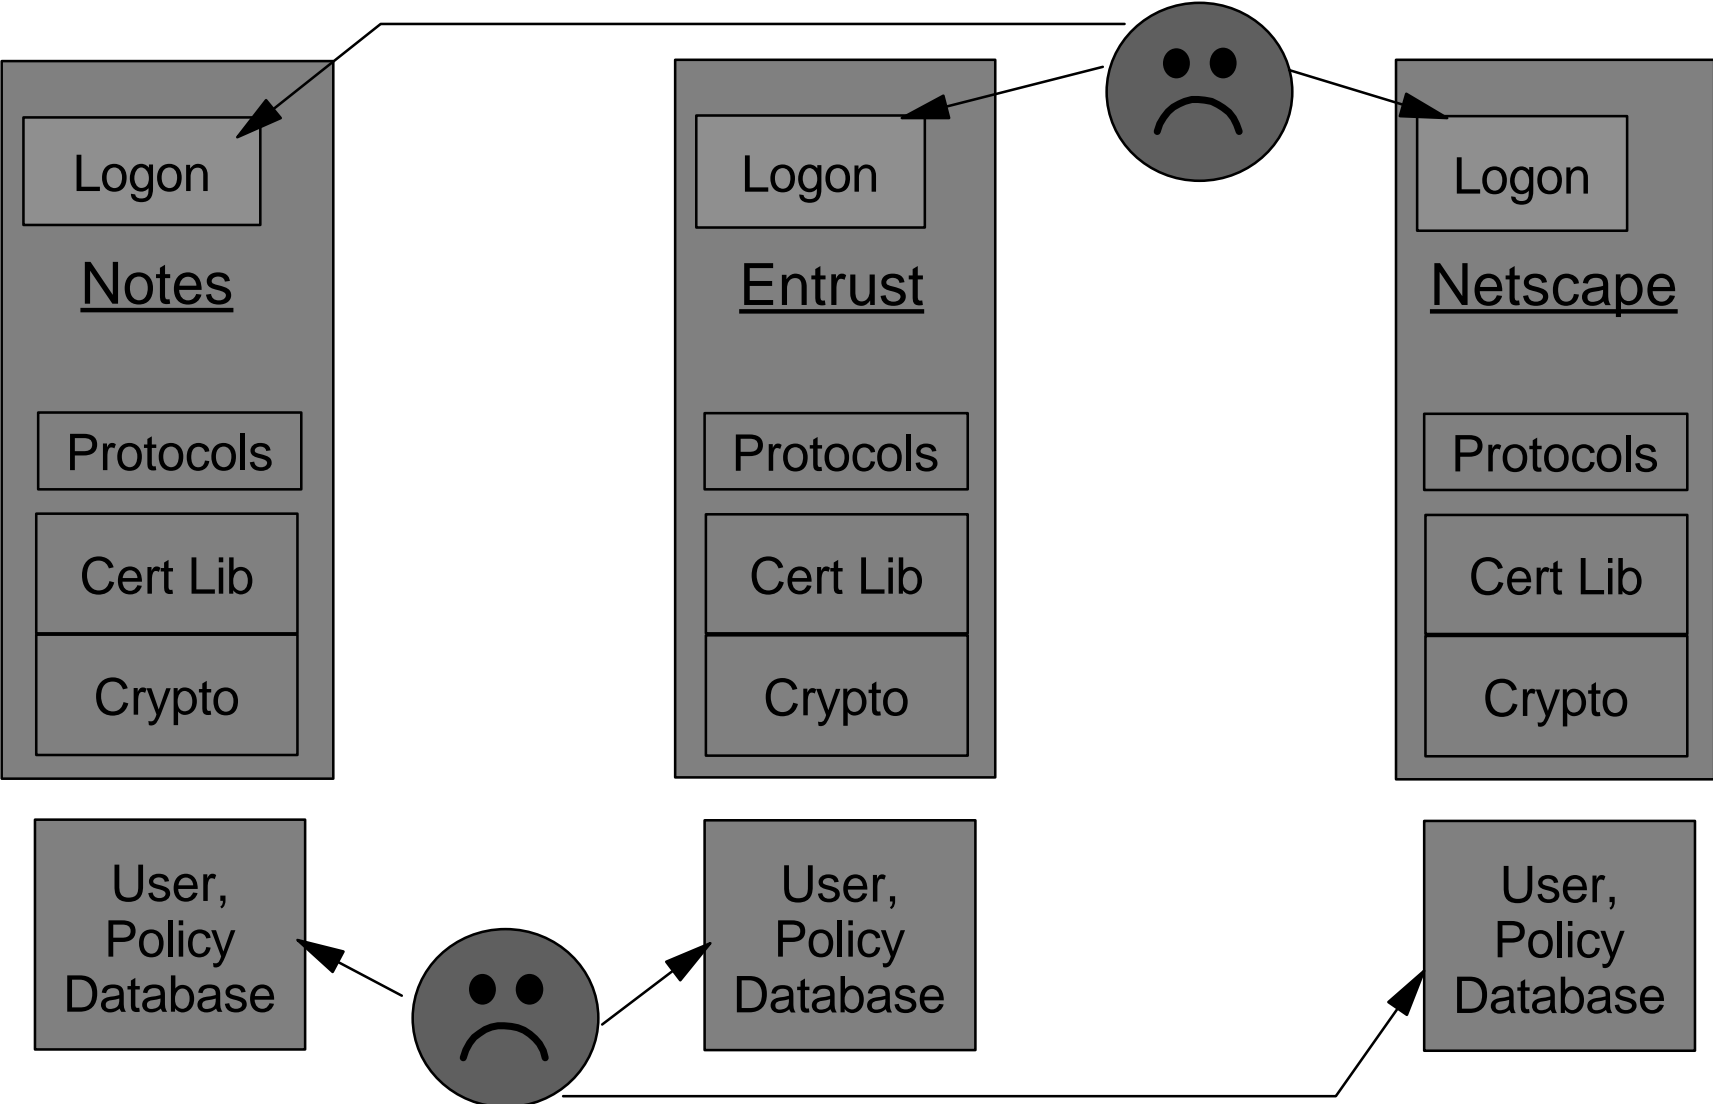 Logon
Notes
Protocols
Cert Lib
Crypto
User,
Policy
Database
Logon
Entrust
Protocols
Cert Lib
Crypto
User,
Policy
Database
Logon
Netscape
Protocols
Cert Lib
Crypto
User,
Policy
Database